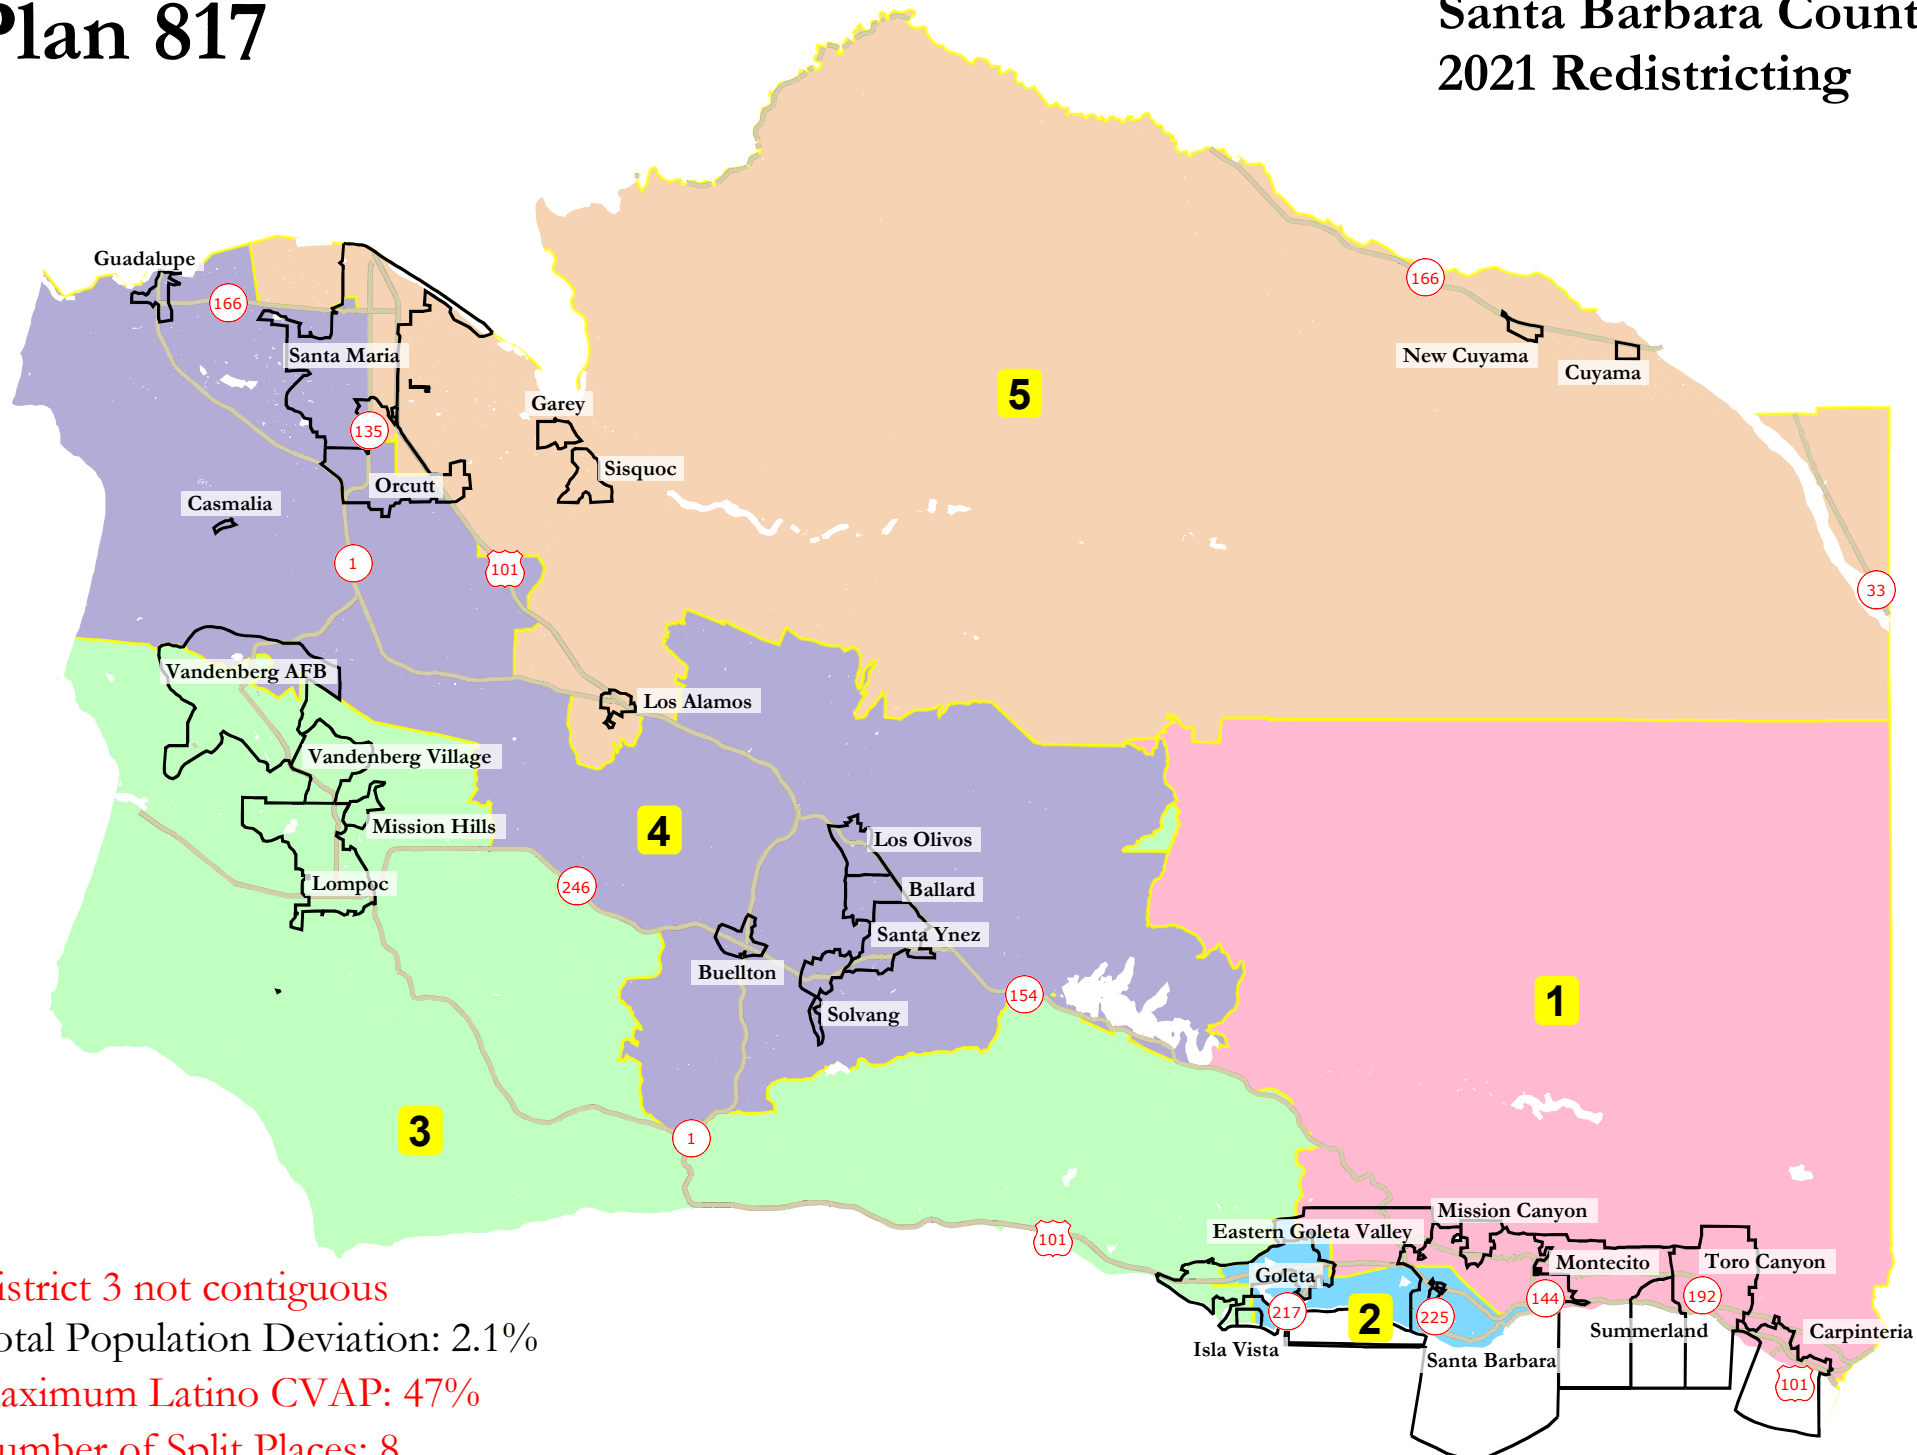 Plan 817
Santa Barbara Count
2021 Redistricting
Guadalupe
166
Santa Maria
135
Orcutt
Casmalia
1
101
Garey
Sisquoc
5
166
New Cuyama
Cuyama
33
Vandenberg AFB
Los Alamos
Vandenberg Village
Mission Hills
Lompoc
4
246
Los Olivos
Ballard
Santa Ynez
Buellton
Solvang
154
1
3
1
101
Mission Canyon
Eastern Goleta Valley
Goleta
Montecito
Toro Canyon
217
2
225
144
192
Isla Vista
Santa Barbara
Summerland
Carpinteria
101
istrict 3 not contiguous
otal Population Deviation: 2.1%
aximum Latino CVAP: 47%
umber of Split Places: 8